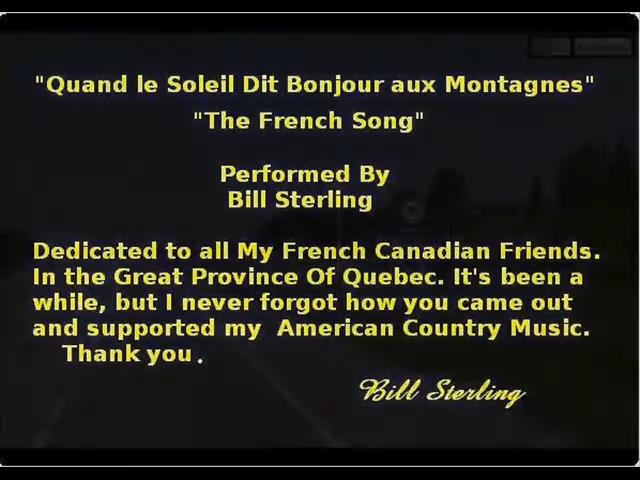 "Quand le Soleil Dit Bonjour aux Montagnes"
"The French Song"
Performed By
Bill Sterling
Dedicated to all My French Canadian Friends.
In the Great Province Of Quebec. It's been a
while, but I never forgot how you came out
and supported my  American Country Music.
Thank you.
Bill Sterling